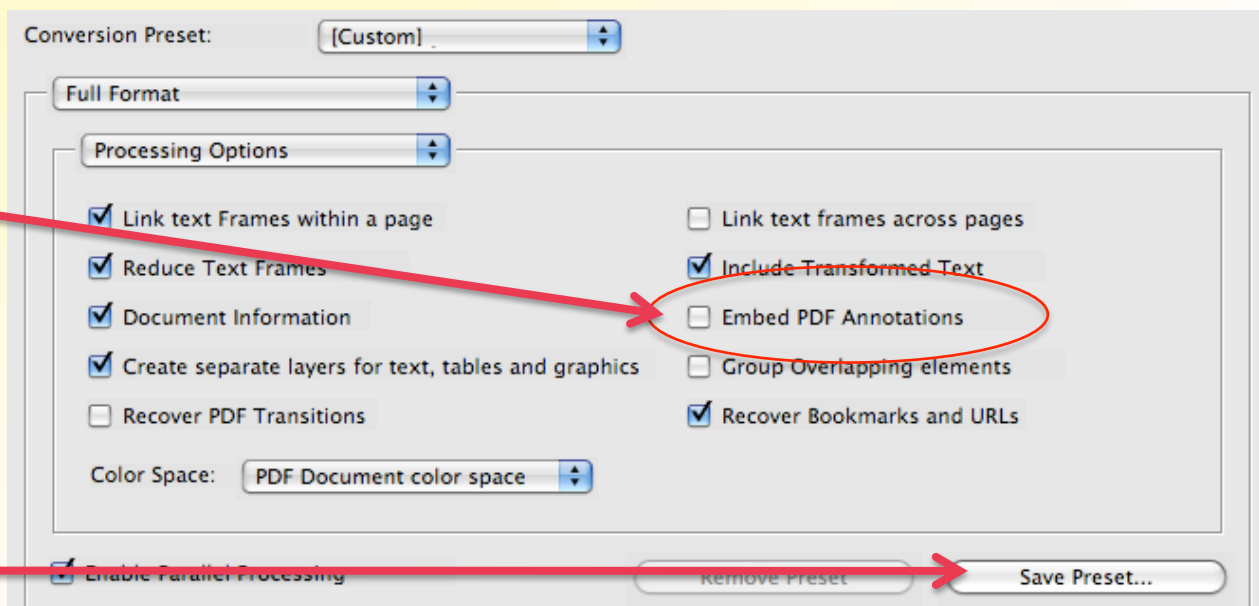 Conversion Preset: [Custom]
Full Format
Processing Options
Link text Frames within a page
Link text frames across pages
Reduce Text Frames
Include Transformed Text
Document Information
Embed PDF Annotations
Create separate layers for text, tables and graphics
Group Overlapping elements
Recover PDF Transitions
Recover Bookmarks and URLs
Color Space: PDF Document color space
Enable Parallel Processing
Remove Preset
Save Preset...